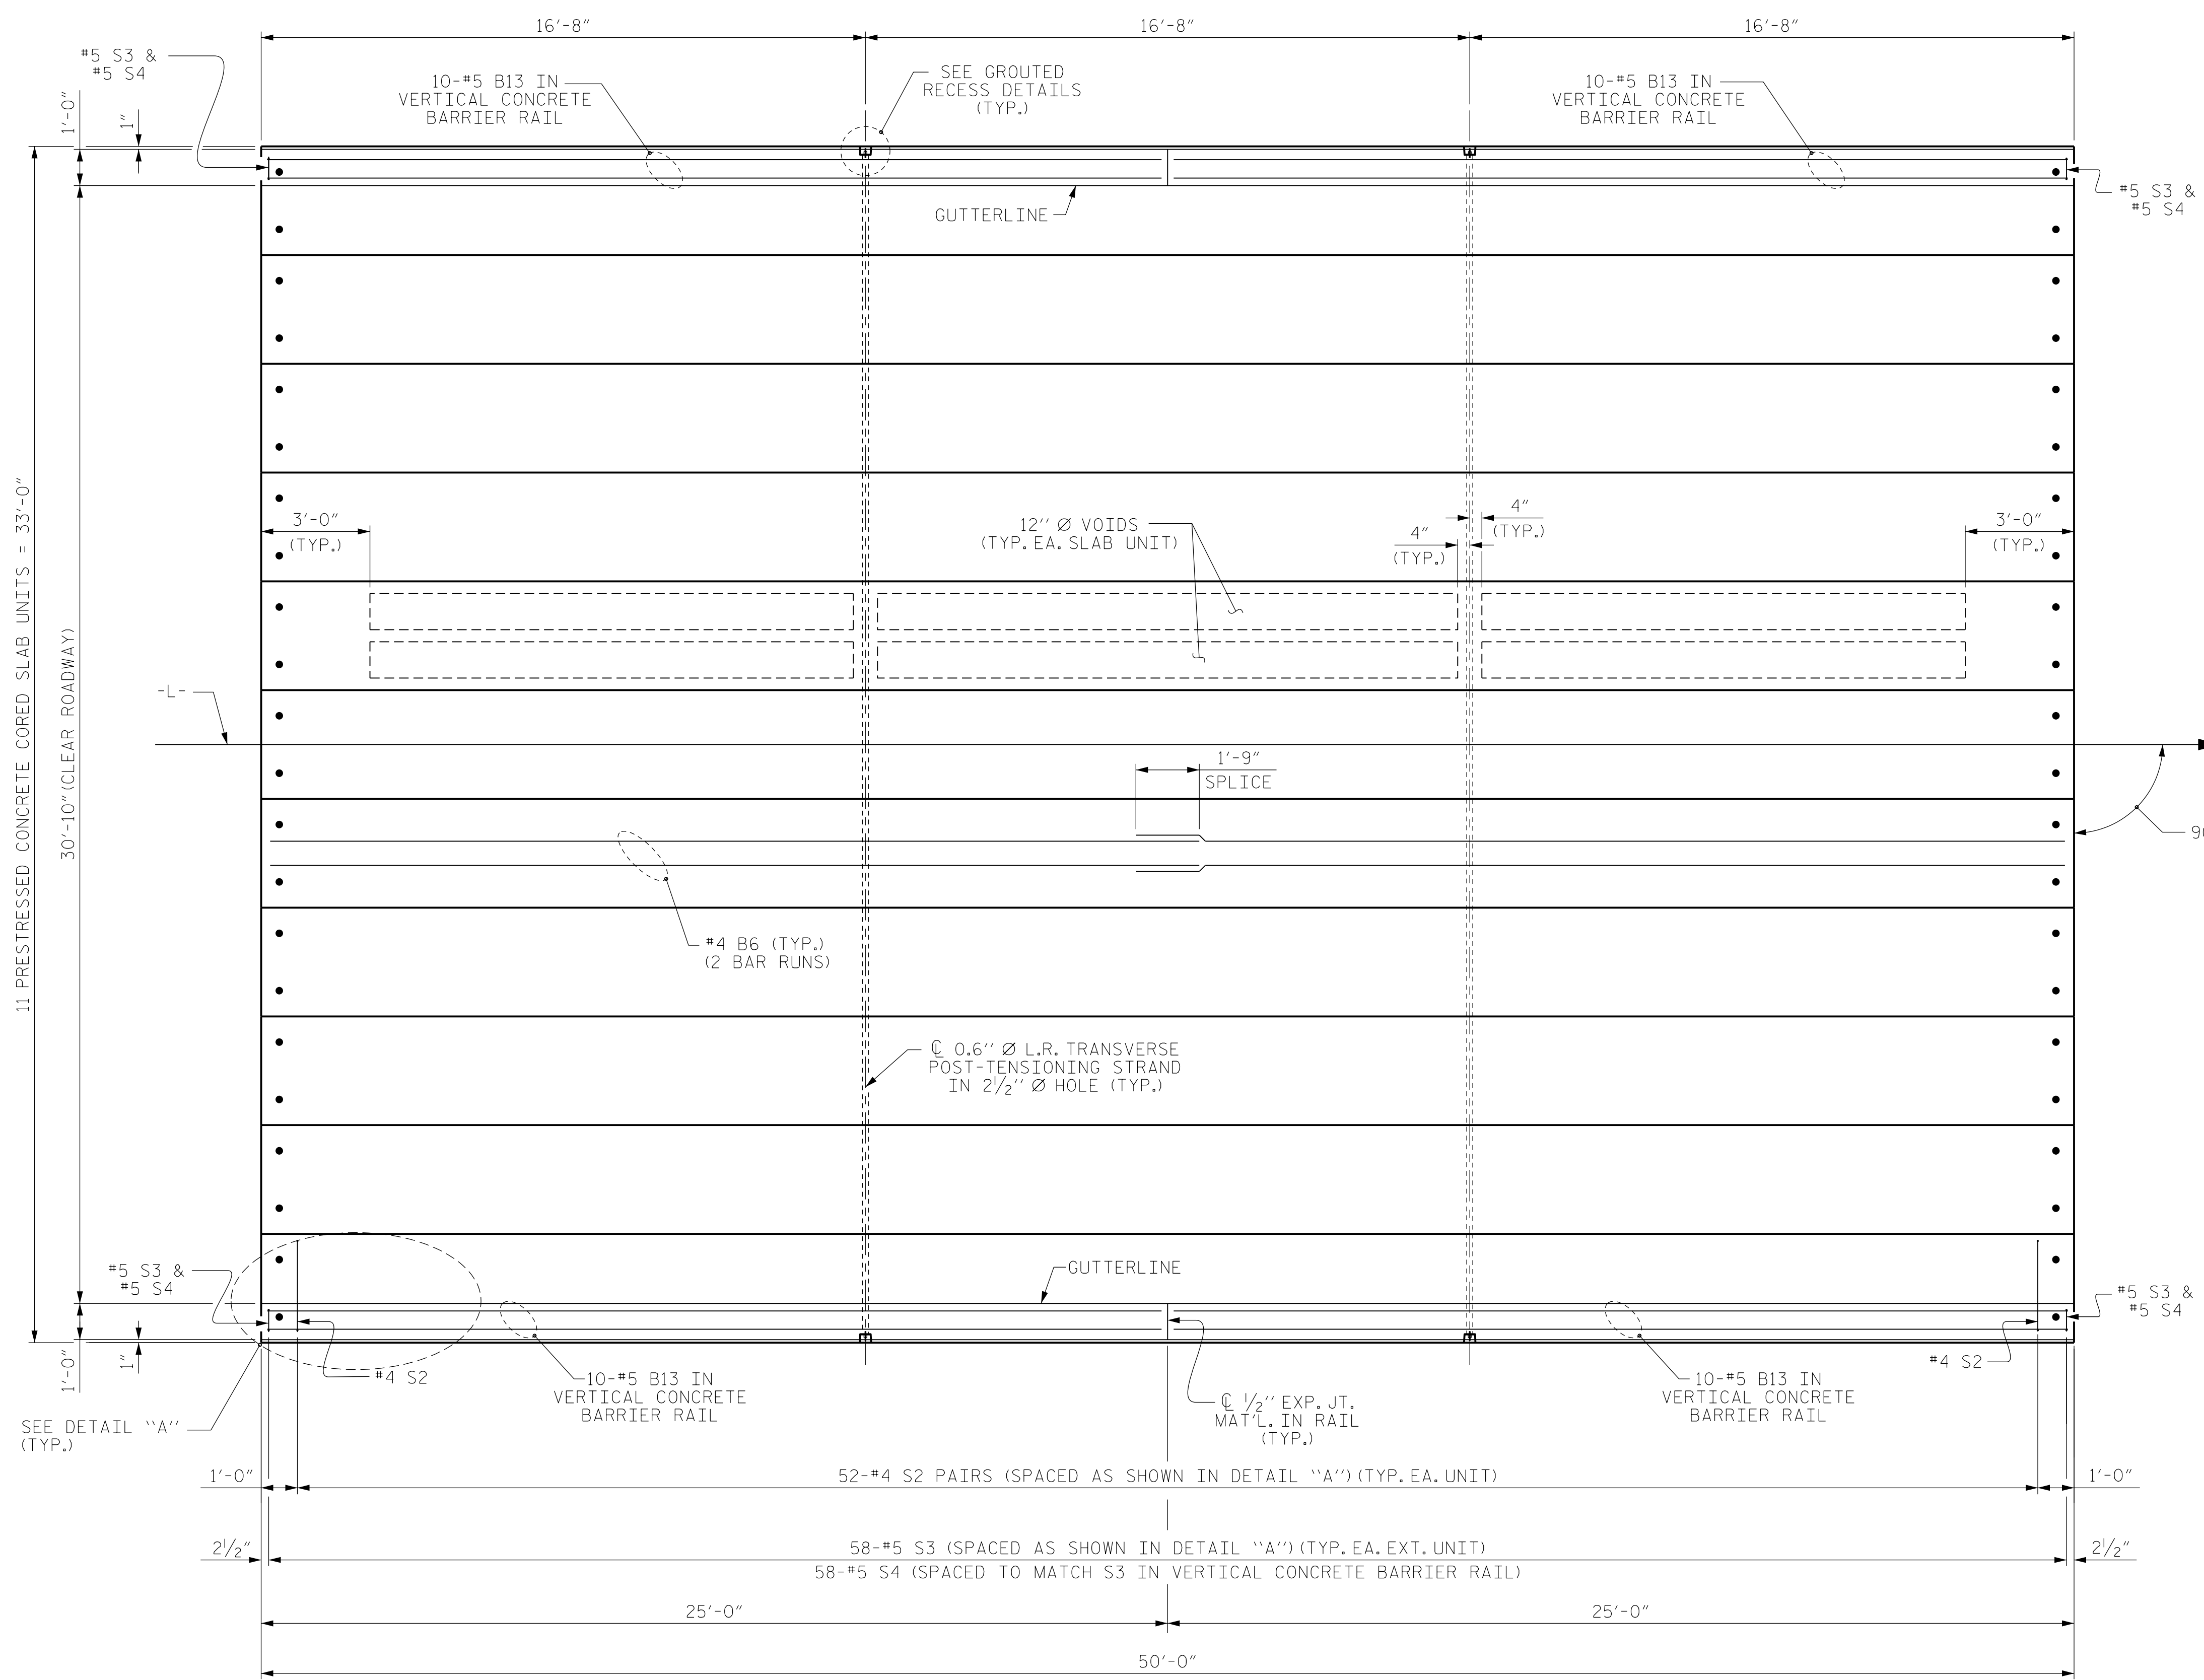 16'-8"
16'-8"
16'-8"
#5 S3 &
#5 S4
10-#5 B13 IN
VERTICAL CONCRETE
BARRIER RAIL
SEE GROUTED
RECESS DETAILS
(TYP.)
10-#5 B13 IN
VERTICAL CONCRETE
BARRIER RAIL
1'-0"
1"
#5 S3 &
#5 S4
GUTTERLINE
11 PRESTRESSED CONCRETE CORED SLAB UNITS = 33'-0"
30'-10" (CLEAR ROADWAY)
3'-0"
(TYP.)
12" Ø VOIDS
(TYP. EA. SLAB UNIT)
4"
(TYP.)
4"
(TYP.)
3'-0"
(TYP.)
-L-
1'-9"
SPLICE
#4 B6 (TYP.)
(2 BAR RUNS)
℄ 0.6" Ø L.R. TRANSVERSE
POST-TENSIONING STRAND
IN 2 1/2" Ø HOLE (TYP.)
#5 S3 &
#5 S4
GUTTERLINE
#5 S3 &
#5 S4
1'-0"
1"
#4 S2
10-#5 B13 IN
VERTICAL CONCRETE
BARRIER RAIL
℄ 1/2" EXP. JT.
MAT'L. IN RAIL
(TYP.)
10-#5 B13 IN
VERTICAL CONCRETE
BARRIER RAIL
#4 S2
SEE DETAIL "A"
(TYP.)
1'-0"
52-#4 S2 PAIRS (SPACED AS SHOWN IN DETAIL "A") (TYP. EA. UNIT)
1'-0"
2 1/2"
58-#5 S3 (SPACED AS SHOWN IN DETAIL "A") (TYP. EA. EXT. UNIT)
58-#5 S4 (SPACED TO MATCH S3 IN VERTICAL CONCRETE BARRIER RAIL)
2 1/2"
25'-0"
25'-0"
50'-0"